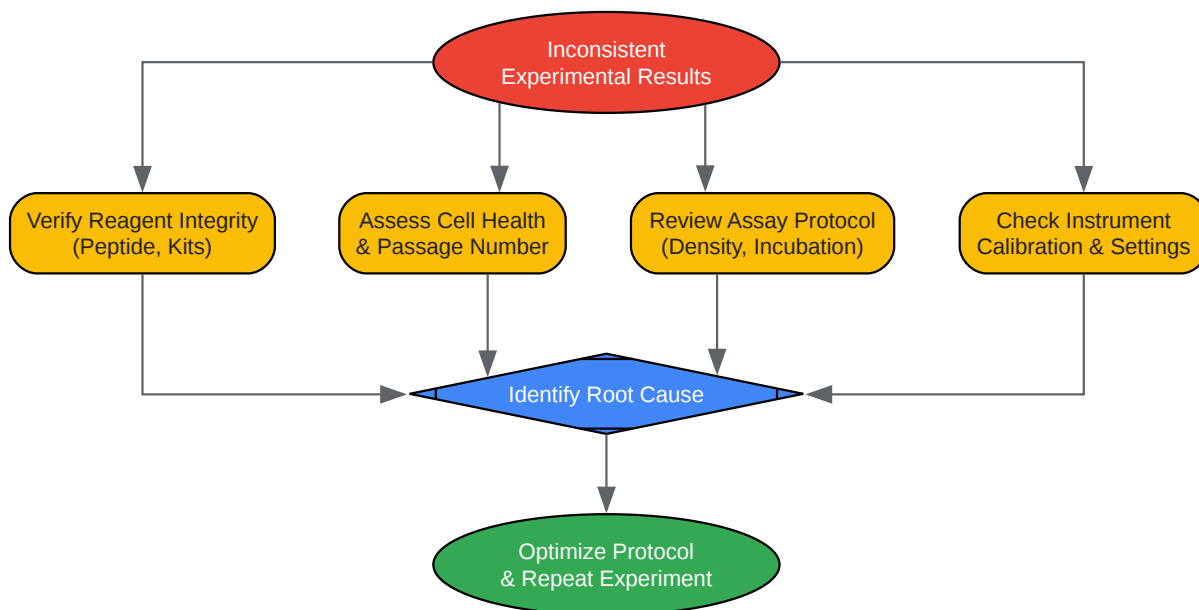 Inconsistent
Experimental Results
Verify Reagent Integrity
(Peptide, Kits)
Assess Cell Health
& Passage Number
Review Assay Protocol
(Density, Incubation)
Check Instrument
Calibration & Settings
Identify Root Cause
Optimize Protocol
& Repeat Experiment